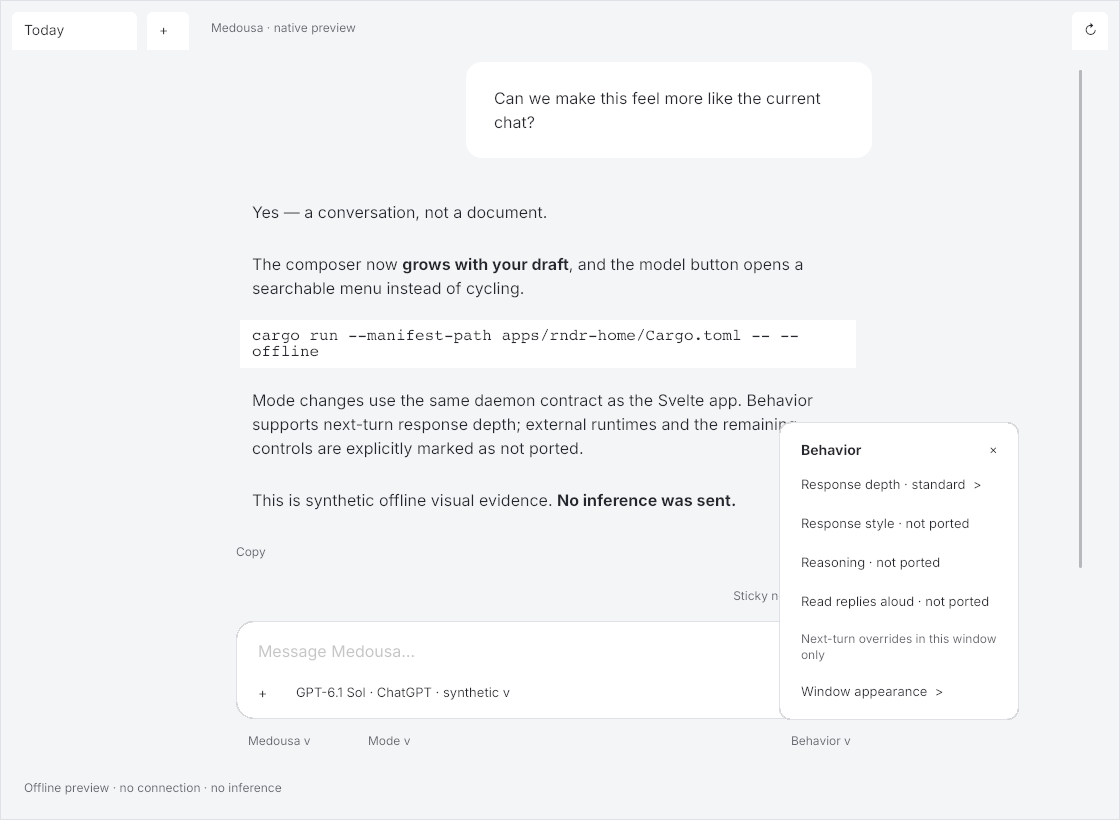 Today
+
Medousa · native preview
Can we make this feel more like the current
chat?
Yes — a conversation, not a document.
The composer now grows with your draft, and the model button opens a
searchable menu instead of cycling.
cargo run --manifest-path apps/rndr-home/Cargo.toml -- --
offline
Mode changes use the same daemon contract as the Svelte app. Behavior
supports next-turn response depth; external runtimes and the remaining
controls are explicitly marked as not ported.
This is synthetic offline visual evidence. No inference was sent.
Copy
Sticky n
Message Medousa...
+
GPT-6.1 Sol · ChatGPT · synthetic v
Medousa v
Mode v
Behavior v
Behavior
×
Response depth · standard >
Response style · not ported
Reasoning · not ported
Read replies aloud · not ported
Next-turn overrides in this window
only
Window appearance >
Offline preview · no connection · no inference